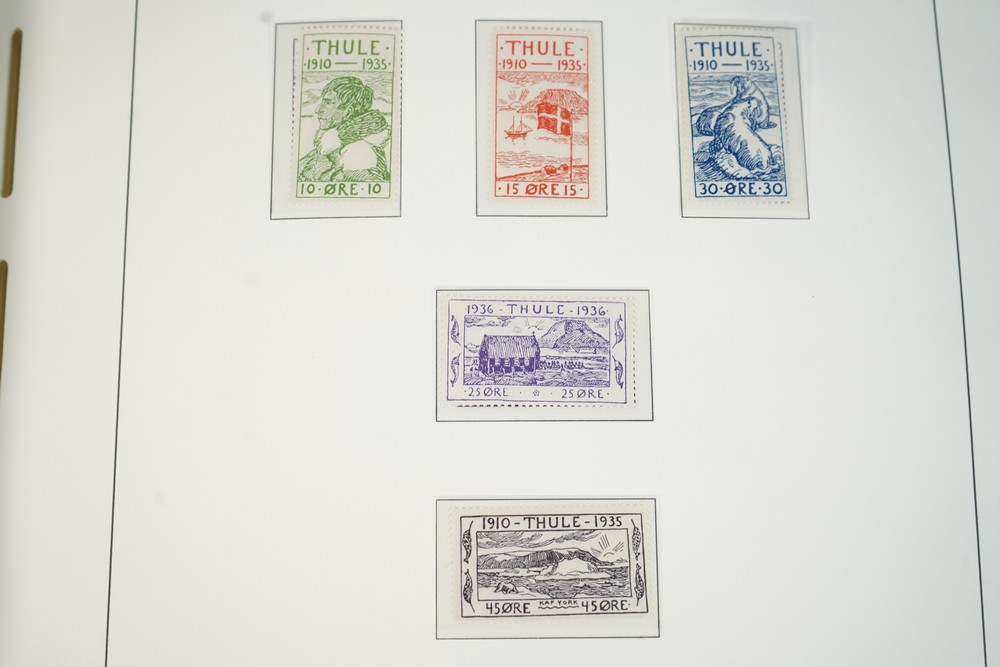 THULE
·1910 — 1935·
10 · ØRE · 10
THULE
·1910 — 1935·
· 15 ØRE 15 ·
THULE
·1910 — 1935·
30 · ØRE · 30
1936 - THULE - 1936
· 25 ØRE · · 25 ØRE ·
1910 - THULE - 1935
45 ØRE KAP YORK 45 ØRE